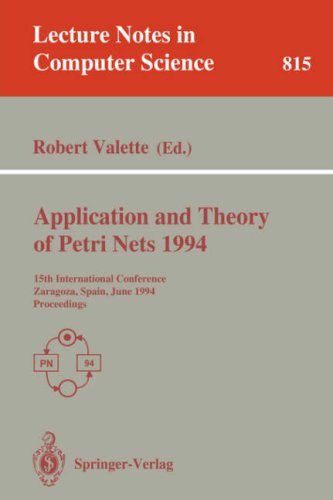 Lecture Notes in
Computer Science 815
Robert Valette (Ed.)
Application and Theory
of Petri Nets 1994
15th International Conference
Zaragoza, Spain, June 1994
Proceedings
PN 94
Springer-Verlag